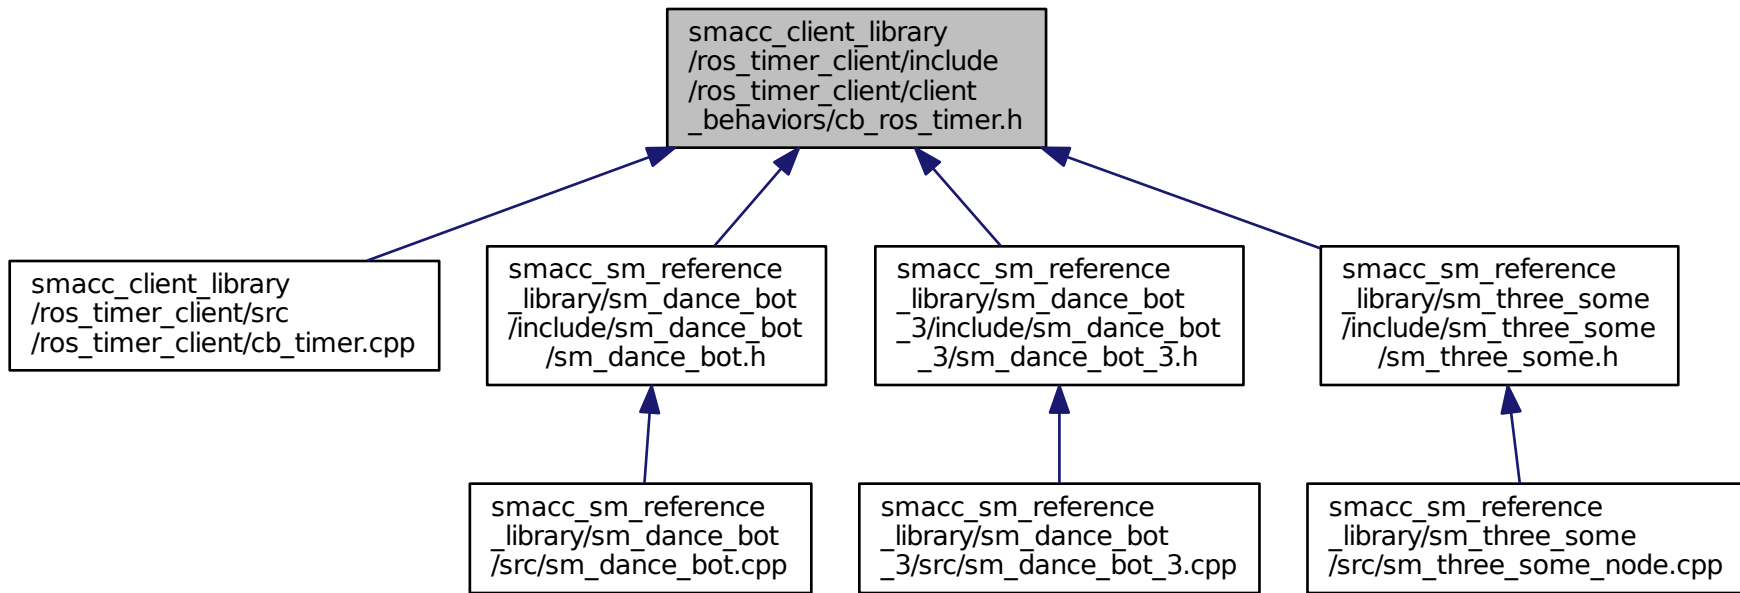 smacc_client_library
/ros_timer_client/include
/ros_timer_client/client
_behaviors/cb_ros_timer.h
smacc_client_library
/ros_timer_client/src
/ros_timer_client/cb_timer.cpp
smacc_sm_reference
_library/sm_dance_bot
/include/sm_dance_bot
/sm_dance_bot.h
smacc_sm_reference
_library/sm_dance_bot
_3/include/sm_dance_bot
_3/sm_dance_bot_3.h
smacc_sm_reference
_library/sm_three_some
/include/sm_three_some
/sm_three_some.h
smacc_sm_reference
_library/sm_dance_bot
/src/sm_dance_bot.cpp
smacc_sm_reference
_library/sm_dance_bot
_3/src/sm_dance_bot_3.cpp
smacc_sm_reference
_library/sm_three_some
/src/sm_three_some_node.cpp